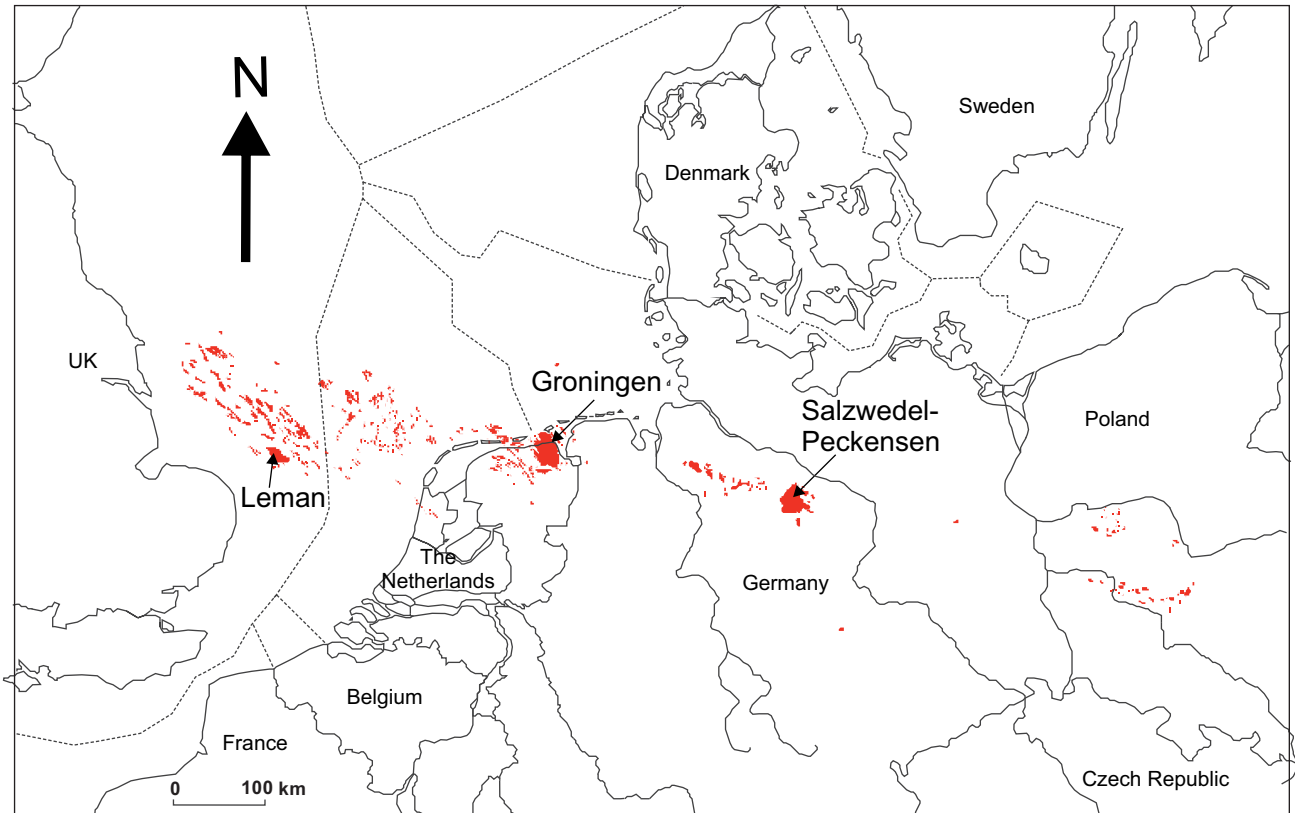 N
Sweden
Denmark
UK
Groningen
Salzwedel-
Peckensen
Poland
Leman
The
Netherlands
Germany
Belgium
France
Czech Republic
0 100 km